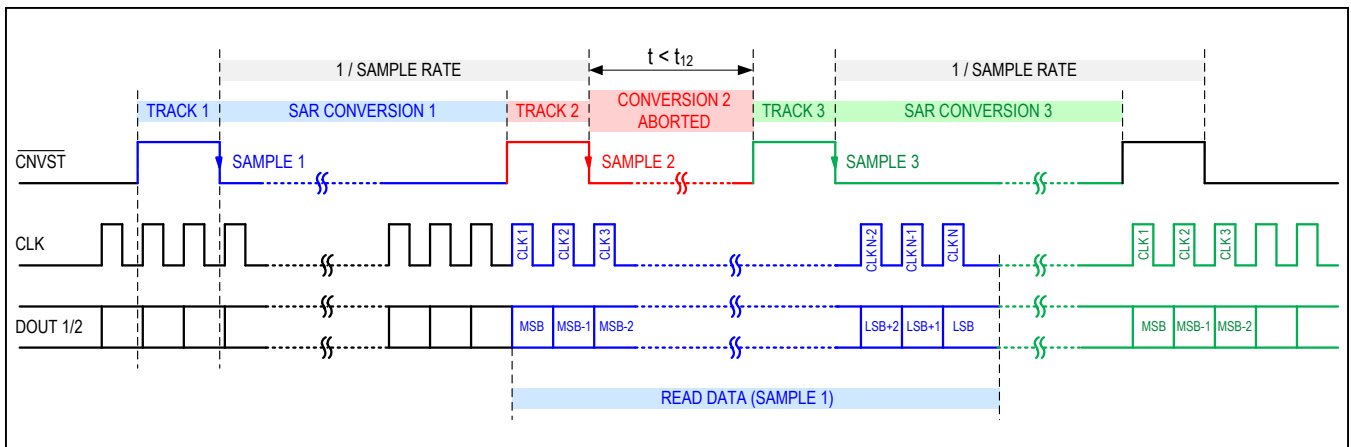 t < t12
1 / SAMPLE RATE
1 / SAMPLE RATE
TRACK 1
SAR CONVERSION 1
TRACK 2
CONVERSION 2
ABORTED
TRACK 3
SAR CONVERSION 3
CNVST
SAMPLE 1
SAMPLE 2
SAMPLE 3
CLK
CLK1
CLK2
CLK3
CLKN-2
CLKN-1
CLKN
CLK1
CLK2
CLK3
DOUT 1/2
MSB
MSB-1
MSB-2
LSB+2
LSB+1
LSB
MSB
MSB-1
MSB-2
READ DATA (SAMPLE 1)